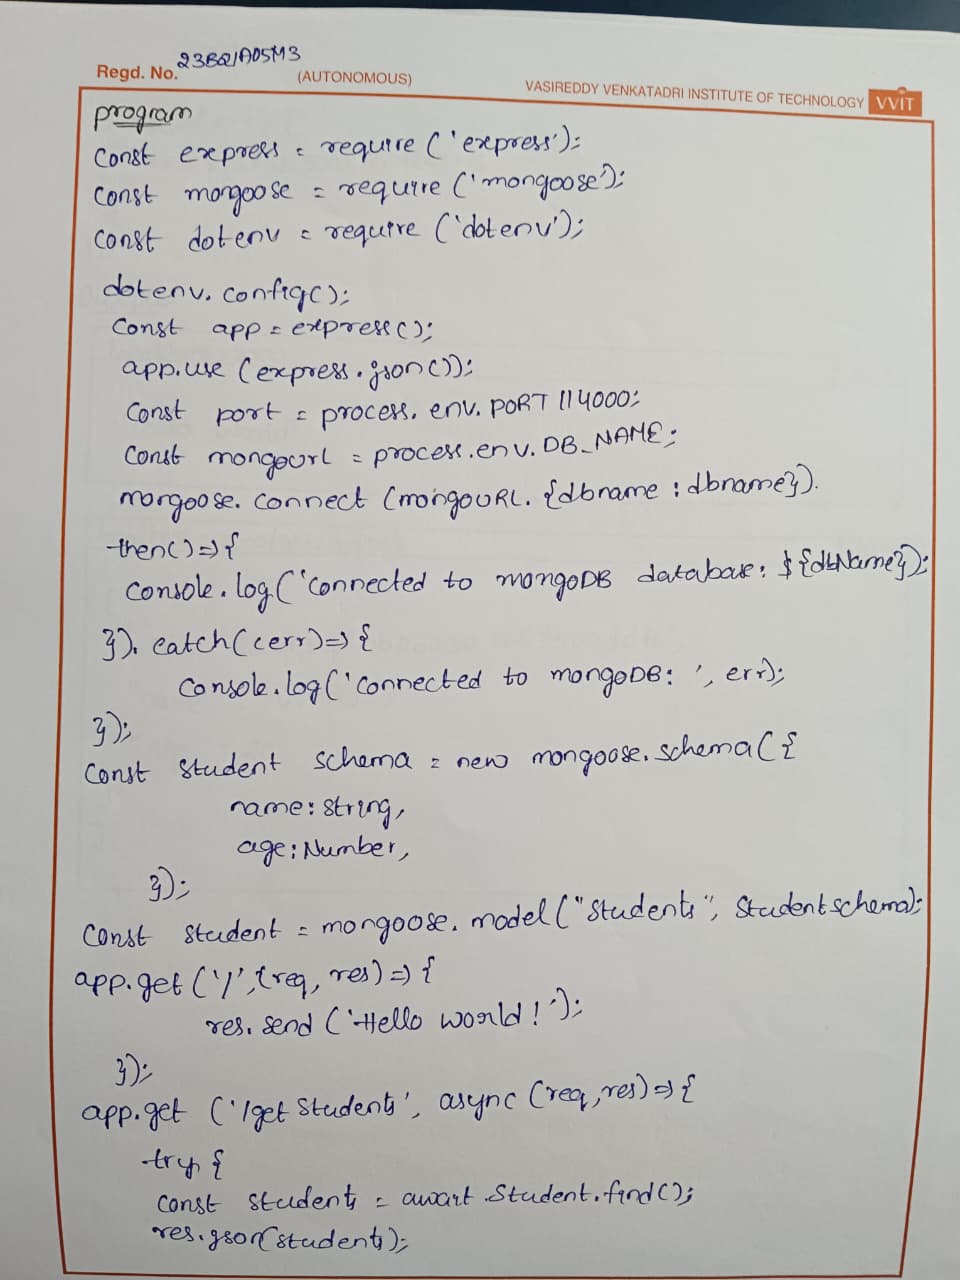 23BQ1A05M3
Regd. No.
(AUTONOMOUS)
VASIREDDY VENKATADRI INSTITUTE OF TECHNOLOGY VVIT
program
Const express = require ('express');
Const mongoose = require ('mongoose');
Const dotenv = require ('dotenv');
dotenv. config();
Const app = express();
app.use (express.json());
Const port = process. env. PORT ||4000;
Const mongourl = process.env. DB_NAME;
mongoose. connect (mongoURL. {dbname : dbname}).
then()=>{
Console.log('connected to mongoDB database: ${dbName});
}). catch((err)=> {
Console.log('connected to mongoDB: ', err);
});
Const student schema = new mongoose. schema({
name: string,
age: Number,
});
Const student = mongoose. model("students", studentschema);
app.get ('/', (req, res) => {
res. send ('Hello world!');
});
app.get ('/get students', async (req, res) => {
try {
const students = await Student.find();
res.json(students);